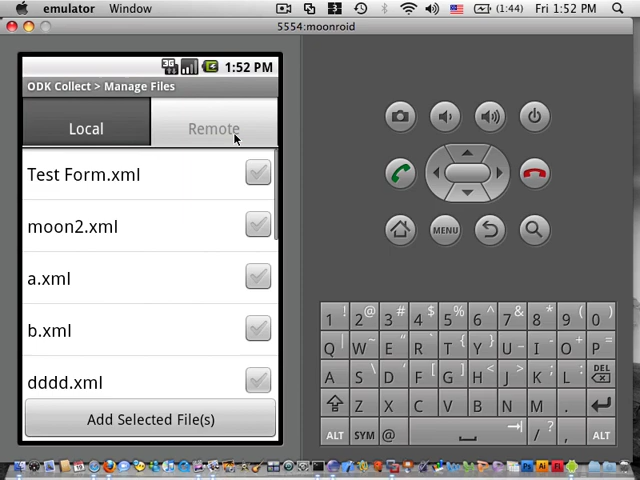 emulator Window (1:44) Fri 1:52 PM
5554:moonroid
3G 1:52 PM
ODK Collect > Manage Files
Local Remote
Test Form.xml
moon2.xml
a.xml
b.xml
dddd.xml
Add Selected File(s)
MENU
1 ! 2 @ 3 # 4 $ 5 % 6 ^ 7 & 8 * 9 ( 0 )
Q | W ~ E " R ` T { Y } U _ I - O + P =
A S \ D ' F [ G ] H < J > K ; L : DEL
Z X C V B N M .
ALT SYM @ / ? , ALT